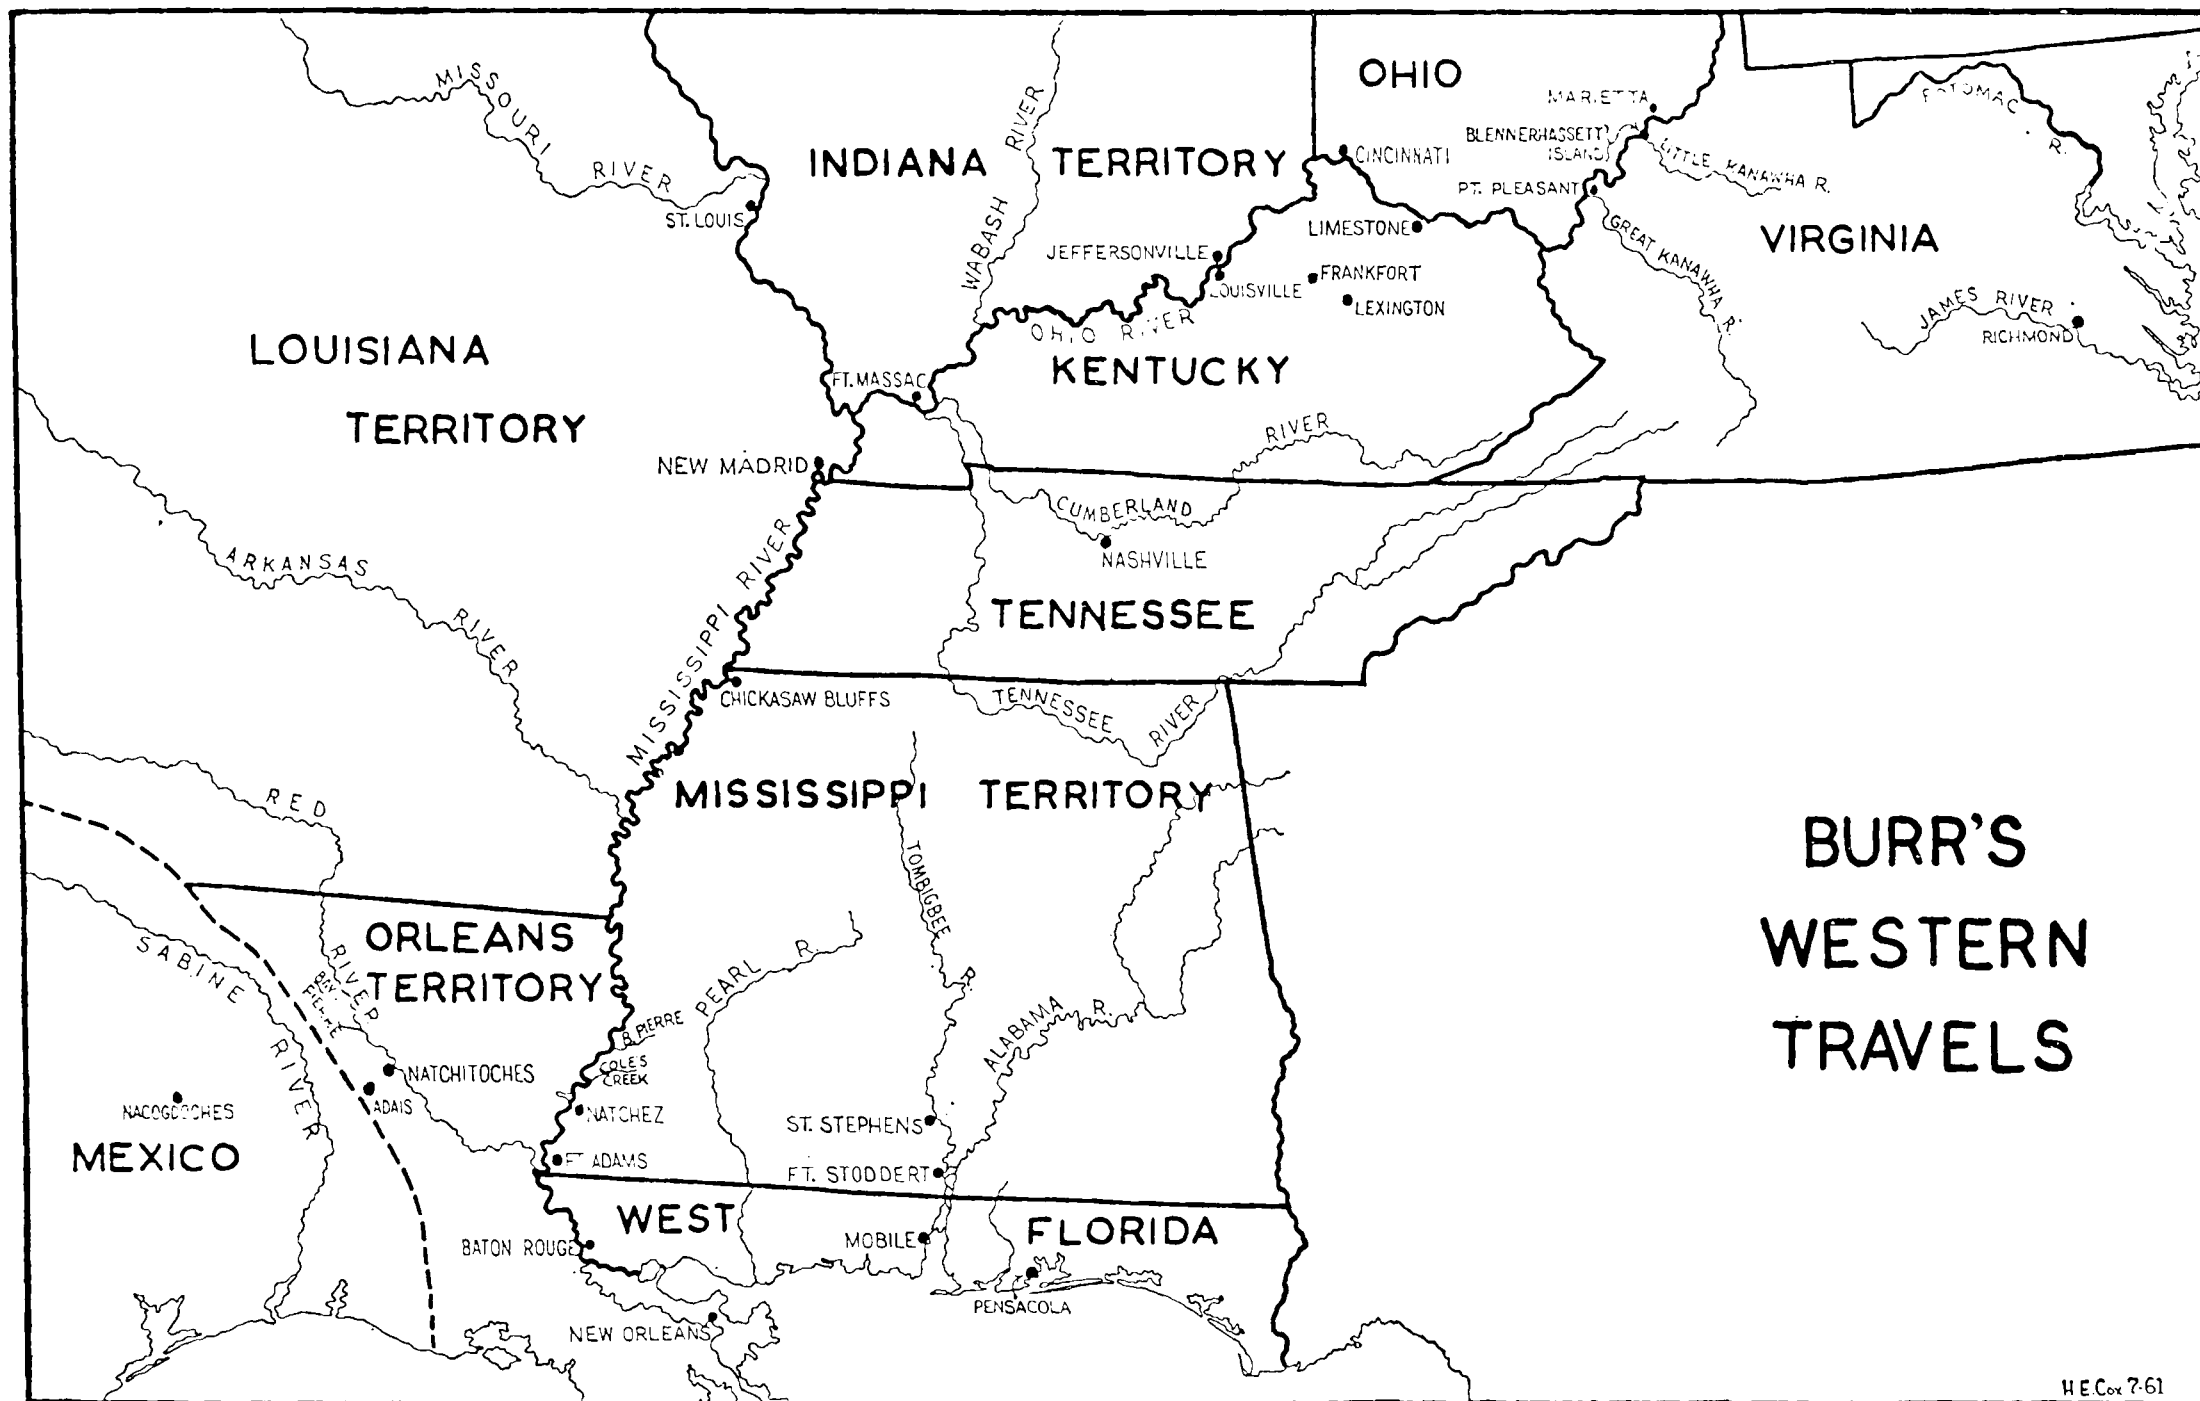 OHIO
MISSOURI
RIVER
WABASH RIVER
INDIANA TERRITORY
MARIETTA
BLENNERHASSETT
ISLAND
POTOMAC R.
CINCINNATI
LITTLE KANAWHA R.
PT. PLEASANT
ST. LOUIS
LIMESTONE
GREAT KANAWHA R.
VIRGINIA
JEFFERSONVILLE
LOUISVILLE
FRANKFORT
LEXINGTON
OHIO RIVER
JAMES RIVER
RICHMOND
LOUISIANA
TERRITORY
FT. MASSAC
KENTUCKY
NEW MADRID
CUMBERLAND
RIVER
NASHVILLE
ARKANSAS
RIVER
MISSISSIPPI RIVER
TENNESSEE
CHICKASAW BLUFFS
TENNESSEE
RIVER
MISSISSIPPI TERRITORY
RED
RIVER
TOMBIGBEE
R.
BURR'S
WESTERN
TRAVELS
ORLEANS
TERRITORY
SABINE
RIVER
PEARL R.
B. PIERRE
COLES
CREEK
ALABAMA R.
NATCHITOCHES
ADAIS
NACOGDOCHES
MEXICO
NATCHEZ
FT ADAMS
ST. STEPHENS
FT. STODDERT
WEST
FLORIDA
BATON ROUGE
MOBILE
PENSACOLA
NEW ORLEANS
H E. Cox 7-61